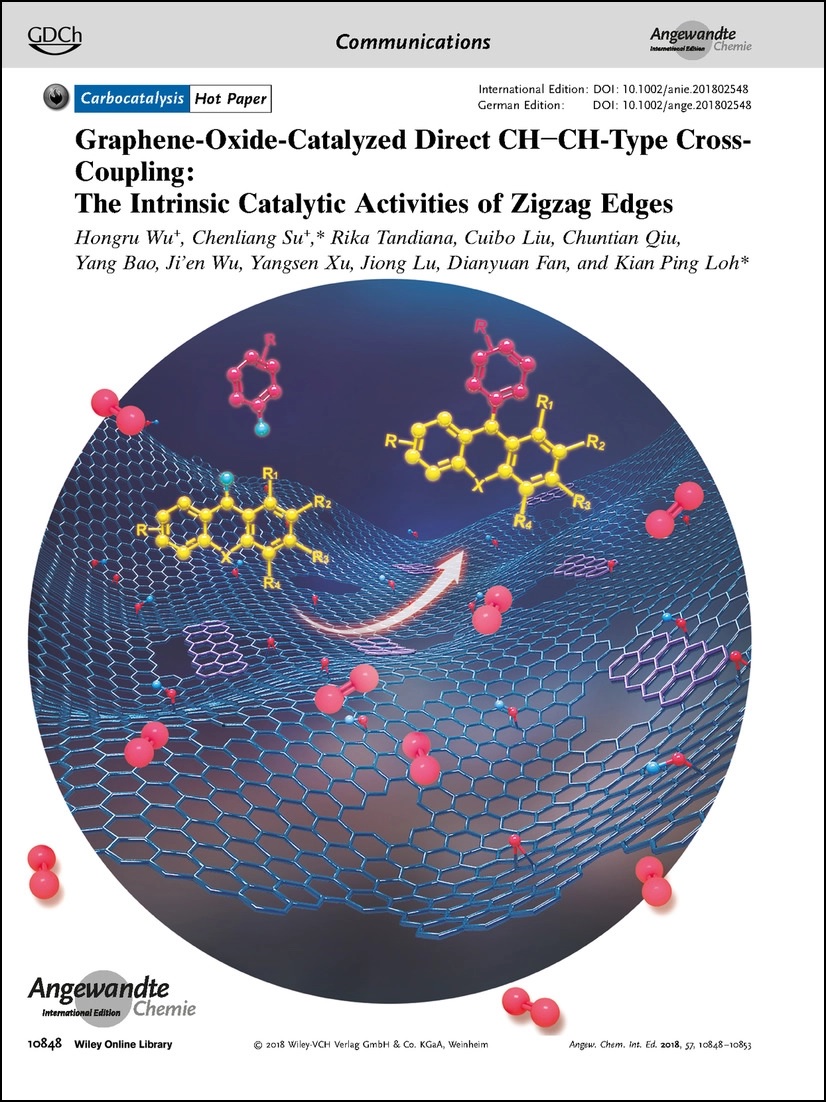 GDCh
Communications
Angewandte
International Edition Chemie
Carbocatalysis Hot Paper
International Edition: DOI: 10.1002/anie.201802548
German Edition: DOI: 10.1002/ange.201802548
Graphene-Oxide-Catalyzed Direct CH−CH-Type Cross-
Coupling:
The Intrinsic Catalytic Activities of Zigzag Edges
Hongru Wu⁺, Chenliang Su⁺,* Rika Tandiana, Cuibo Liu, Chuntian Qiu,
Yang Bao, Ji’en Wu, Yangsen Xu, Jiong Lu, Dianyuan Fan, and Kian Ping Loh*
R
R
R1
R
R2
X
R3
R4
R1
R2
R
X
R3
R4
Angewandte
International Edition Chemie
10848 Wiley Online Library
© 2018 Wiley-VCH Verlag GmbH & Co. KGaA, Weinheim
Angew. Chem. Int. Ed. 2018, 57, 10848–10853